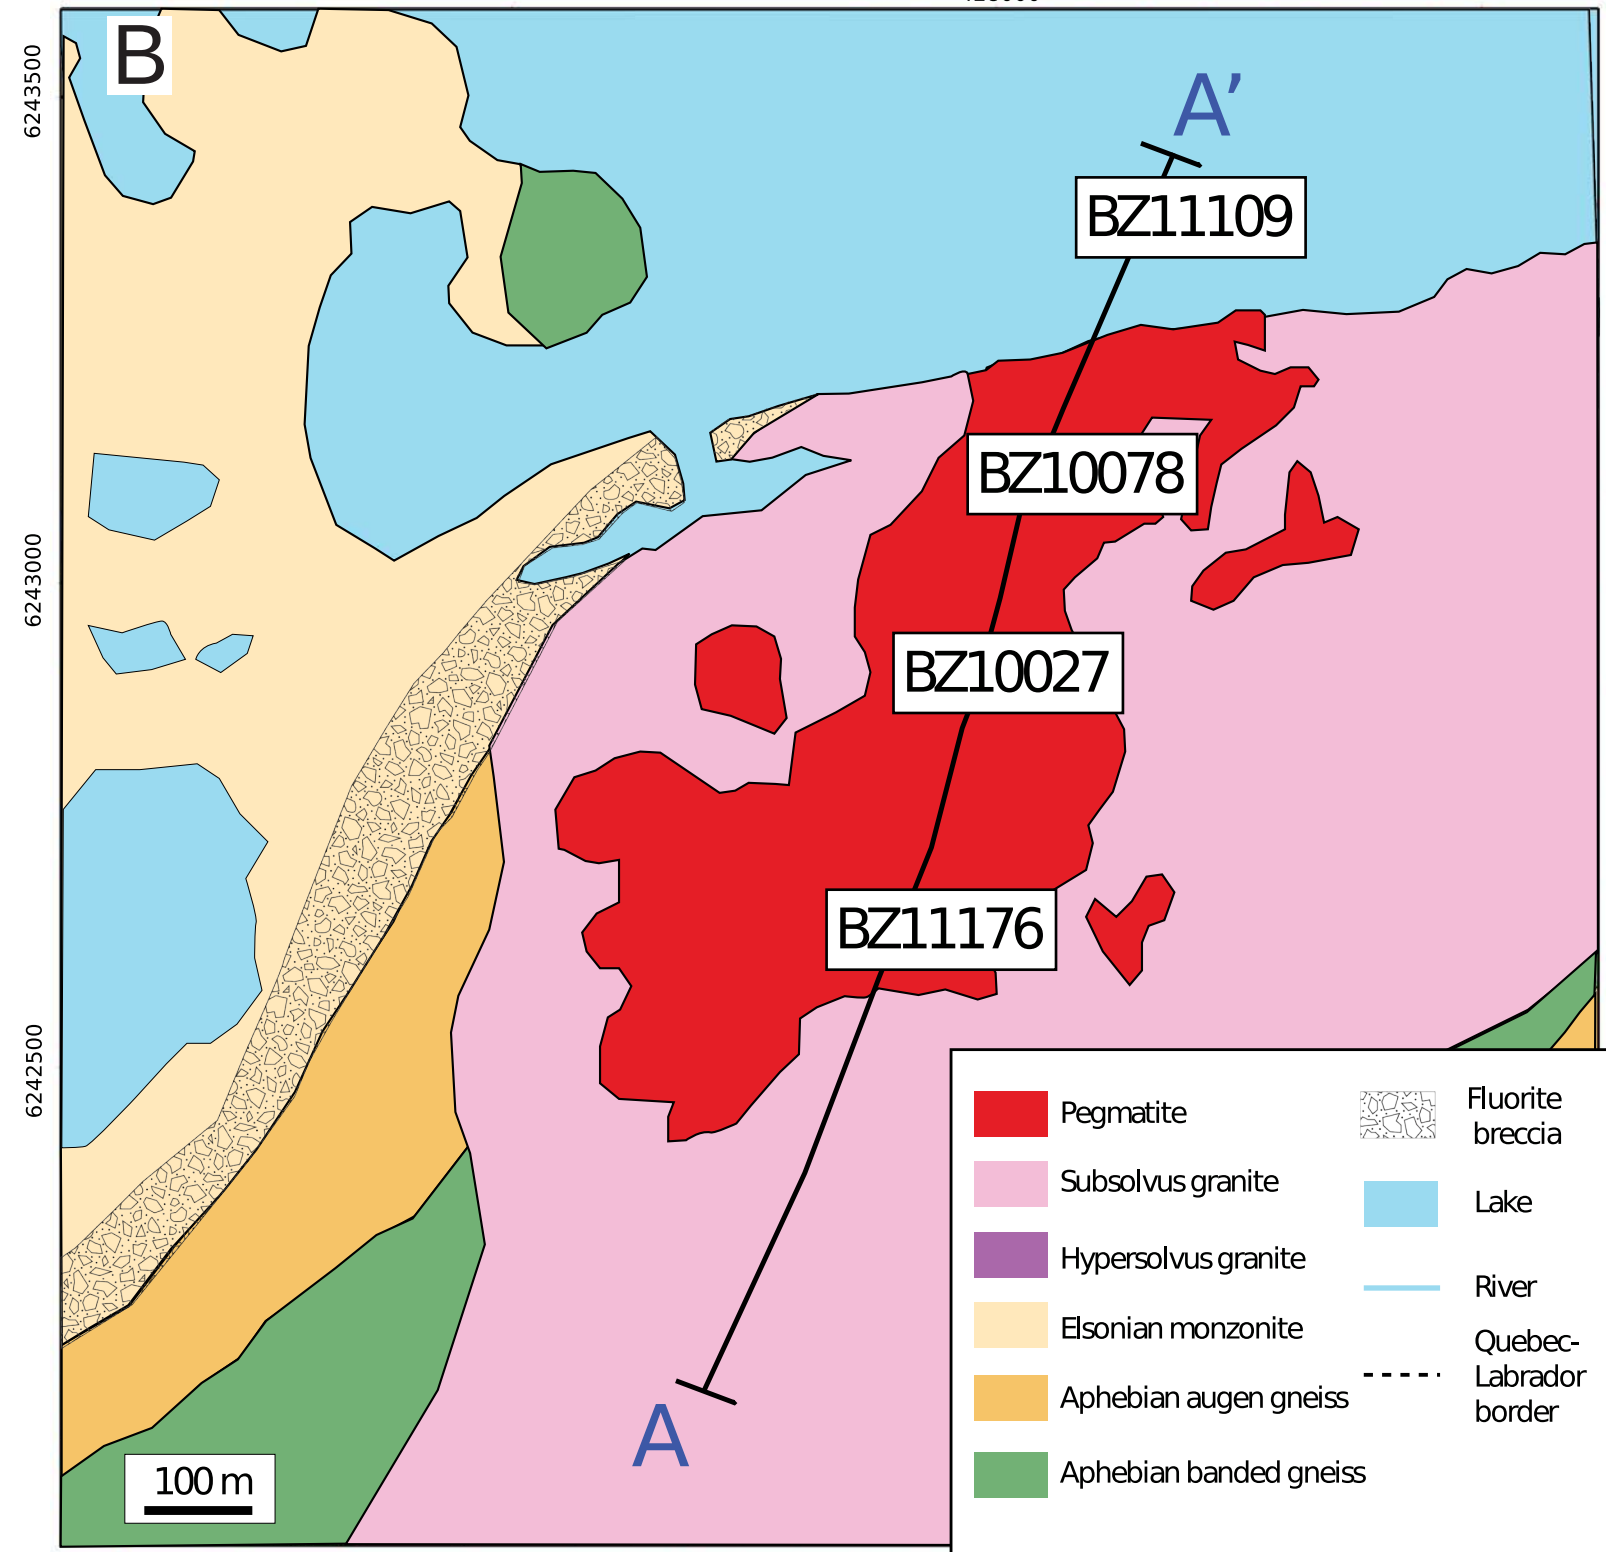 B
6243500
6243000
6242500
A’
BZ11109
BZ10078
BZ10027
BZ11176
A
100 m
Pegmatite
Subsolvus granite
Hypersolvus granite
Elsonian monzonite
Aphebian augen gneiss
Aphebian banded gneiss
Fluorite
breccia
Lake
River
Quebec-
Labrador
border